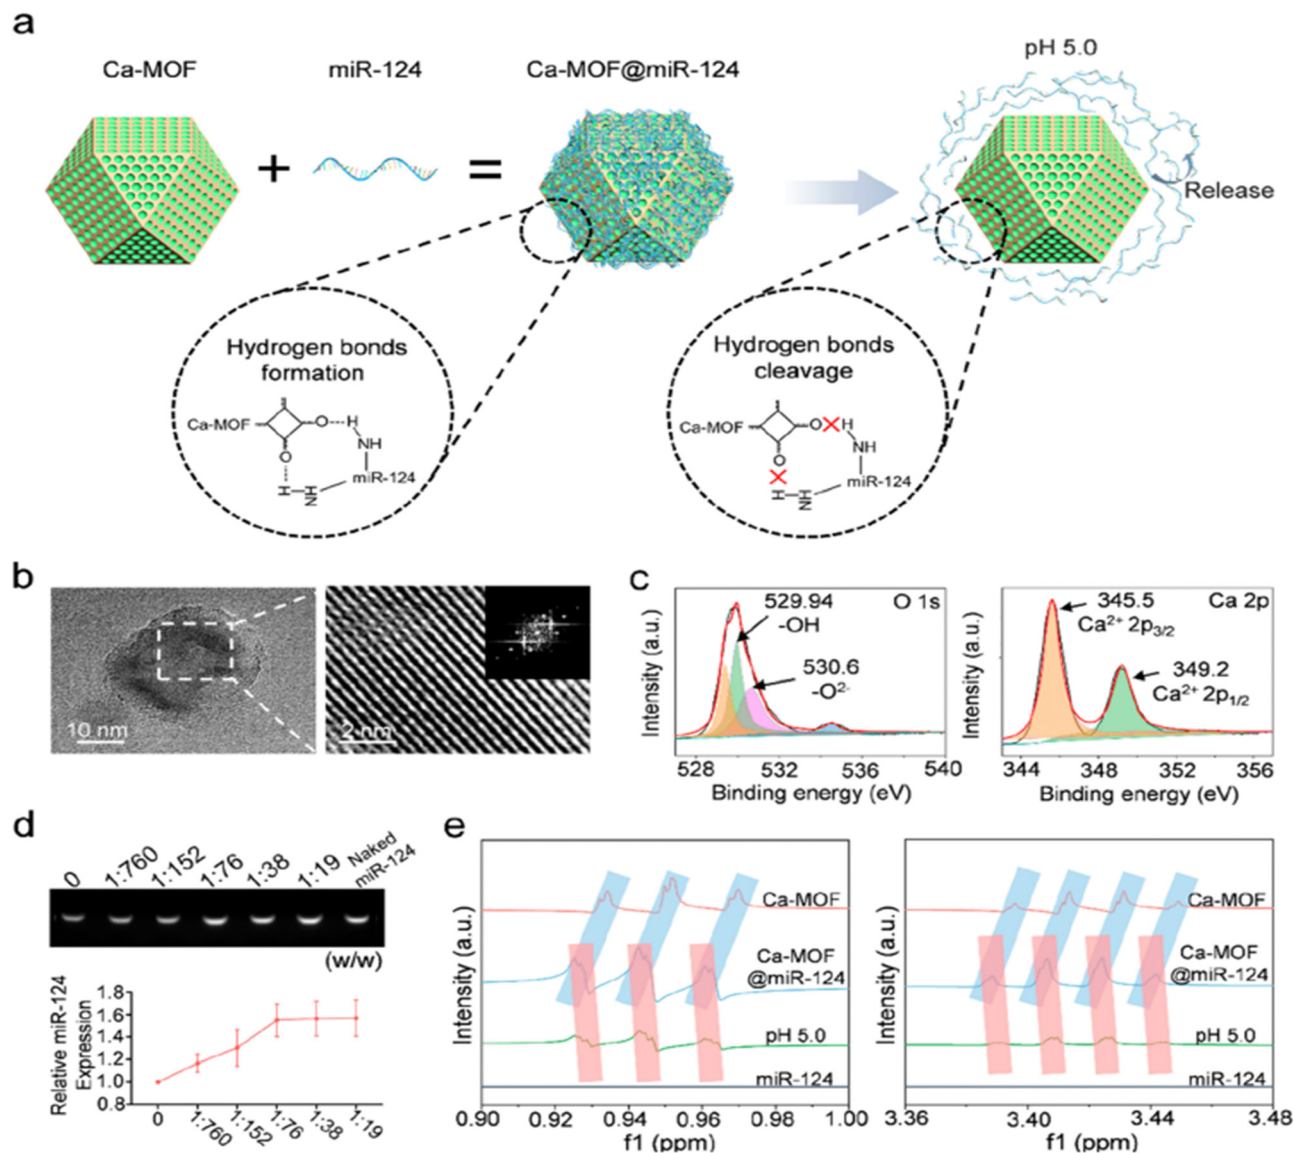 a
Ca-MOF
miR-124
Ca-MOF@miR-124
pH 5.0
+
=
Release
Hydrogen bonds
formation
Ca-MOF
O
H
NH
O
miR-124
H
N
H
Hydrogen bonds
cleavage
Ca-MOF
O
H
NH
O
miR-124
H
N
H
b
10 nm
2 nm
c
529.94
-OH
O 1s
530.6
-O²⁻
Intensity (a.u.)
528 532 536 540
Binding energy (eV)
345.5
Ca²⁺ 2p₃/₂
Ca 2p
349.2
Ca²⁺ 2p₁/₂
Intensity (a.u.)
344 348 352 356
Binding energy (eV)
d
0 1:760 1:152 1:76 1:38 1:19 Naked
miR-124
(w/w)
Relative miR-124
Expression
1.8
1.6
1.4
1.2
1.0
0.8
0 1:760 1:152 1:76 1:38 1:19
e
Intensity (a.u.)
Ca-MOF
Ca-MOF
@miR-124
pH 5.0
miR-124
0.90 0.92 0.94 0.96 0.98 1.00
f1 (ppm)
Intensity (a.u.)
Ca-MOF
Ca-MOF
@miR-124
pH 5.0
miR-124
3.36 3.40 3.44 3.48
f1 (ppm)